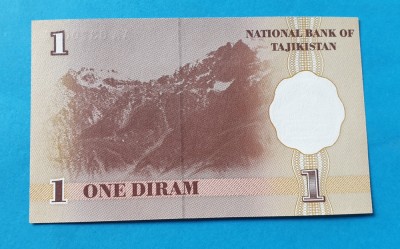 1
NATIONAL BANK OF
TAJIKISTAN
1
ONE DIRAM
1